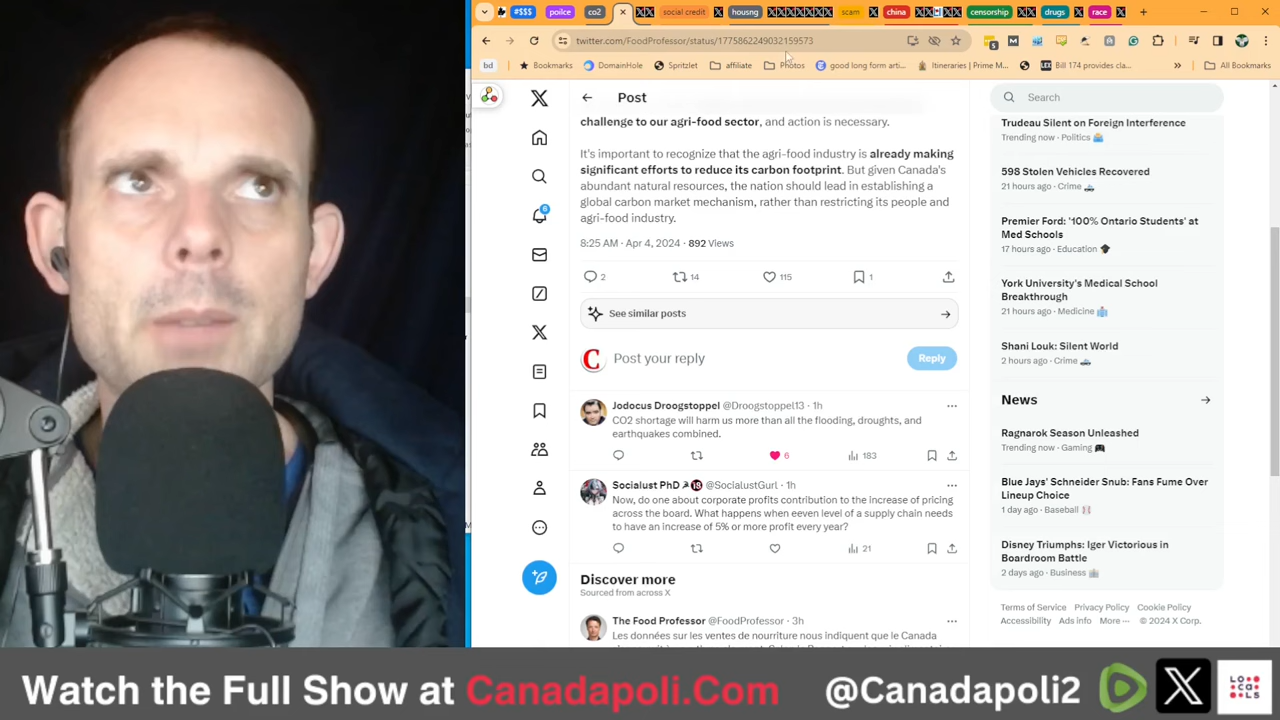 #$$$
poilce
co2
social credit
housng
scam
china
censorship
drugs
race
twitter.com/FoodProfessor/status/1775862249032159573
bd
Bookmarks
DomainHole
Spritzlet
affiliate
Photos
good long form arti...
Itineraries | Prime M...
Bill 174 provides cla...
All Bookmarks
Post
Search
challenge to our agri-food sector, and action is necessary.
It's important to recognize that the agri-food industry is already making
significant efforts to reduce its carbon footprint. But given Canada's
abundant natural resources, the nation should lead in establishing a
global carbon market mechanism, rather than restricting its people and
agri-food industry.
8:25 AM · Apr 4, 2024 · 892 Views
2
14
115
1
See similar posts
Post your reply
Reply
Jodocus Droogstoppel @Droogstoppel13 · 1h
CO2 shortage will harm us more than all the flooding, droughts, and
earthquakes combined.
6
183
Socialust PhD @SocialustGurl · 1h
Now, do one about corporate profits contribution to the increase of pricing
across the board. What happens when eeven level of a supply chain needs
to have an increase of 5% or more profit every year?
21
Discover more
Sourced from across X
The Food Professor @FoodProfessor · 3h
Les données sur les ventes de nourriture nous indiquent que le Canada
Trudeau Silent on Foreign Interference
Trending now · Politics
598 Stolen Vehicles Recovered
21 hours ago · Crime
Premier Ford: '100% Ontario Students' at
Med Schools
17 hours ago · Education
York University's Medical School
Breakthrough
21 hours ago · Medicine
Shani Louk: Silent World
2 hours ago · Crime
News
Ragnarok Season Unleashed
Trending now · Gaming
Blue Jays' Schneider Snub: Fans Fume Over
Lineup Choice
1 day ago · Baseball
Disney Triumphs: Iger Victorious in
Boardroom Battle
2 days ago · Business
Terms of Service Privacy Policy Cookie Policy
Accessibility Ads info More ··· © 2024 X Corp.
Watch the Full Show at Canadapoli.Com
@Canadapoli2
LOCALS